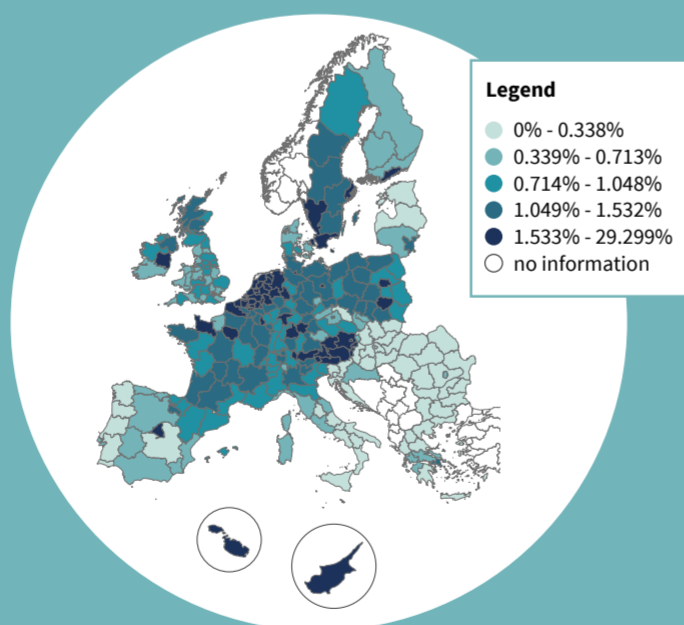 Legend
0% - 0.338%
0.339% - 0.713%
0.714% - 1.048%
1.049% - 1.532%
1.533% - 29.299%
no information